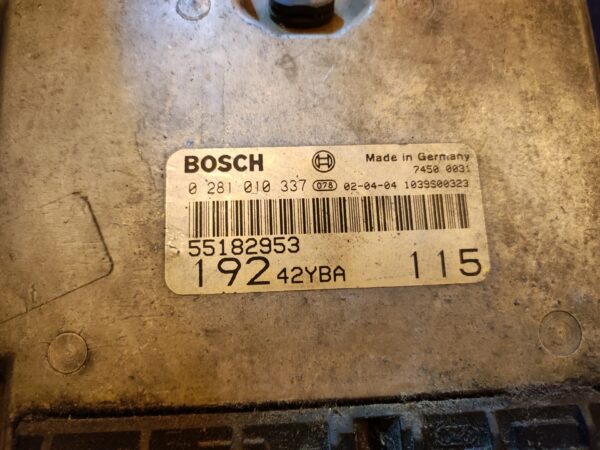 BOSCH Made in Germany
7450 0031
0 281 010 337 078 02-04-04 1039S00323
55182953
192 42YBA 115